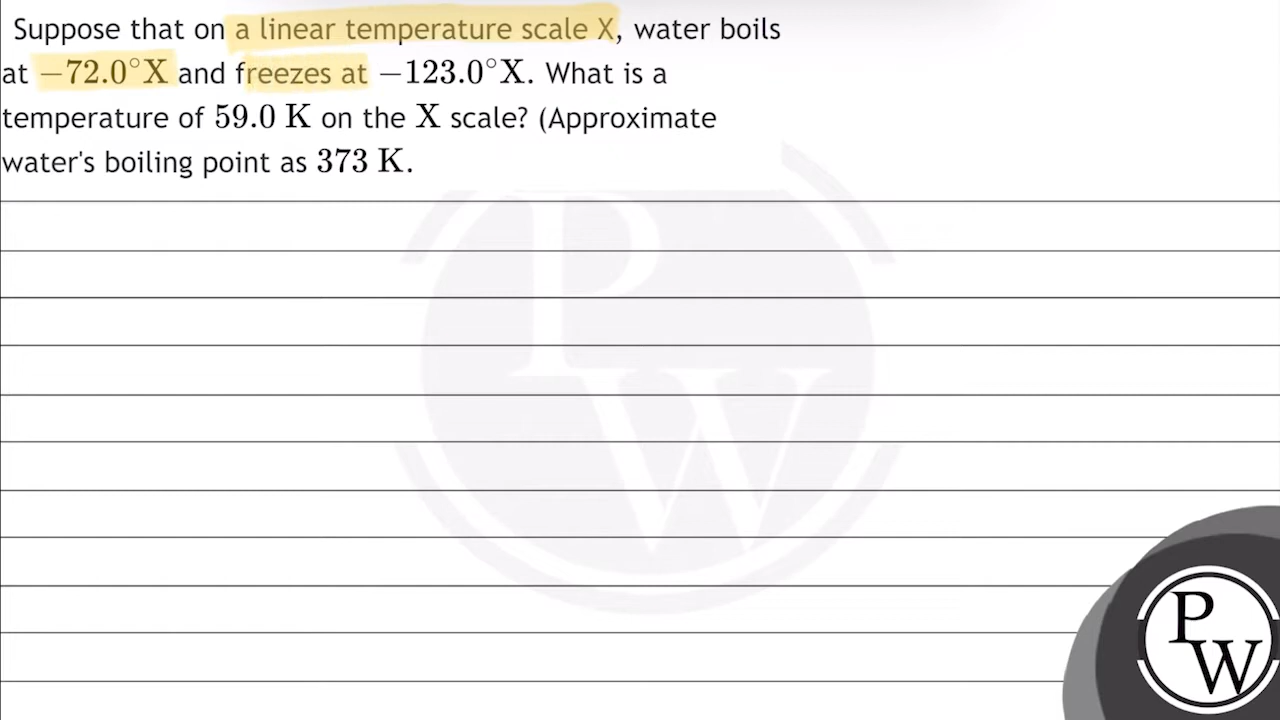 Suppose that on a linear temperature scale X, water boils
at −72.0°X and freezes at −123.0°X. What is a
temperature of 59.0 K on the X scale? (Approximate
water's boiling point as 373 K.
PW
PW